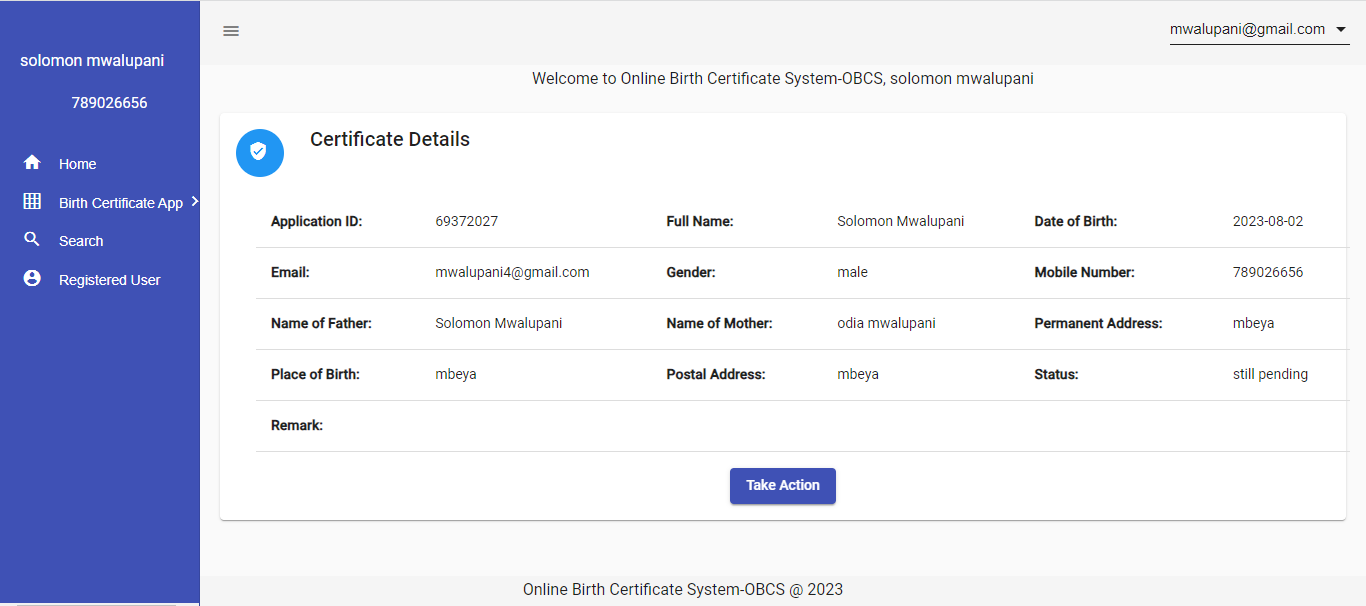 solomon mwalupani
789026656
Home
Birth Certificate App
Search
Registered User
mwalupani@gmail.com
Welcome to Online Birth Certificate System-OBCS, solomon mwalupani
Certificate Details
Application ID: 69372027 Full Name: Solomon Mwalupani Date of Birth: 2023-08-02
Email: mwalupani4@gmail.com Gender: male Mobile Number: 789026656
Name of Father: Solomon Mwalupani Name of Mother: odia mwalupani Permanent Address: mbeya
Place of Birth: mbeya Postal Address: mbeya Status: still pending
Remark:
Take Action
Online Birth Certificate System-OBCS @ 2023